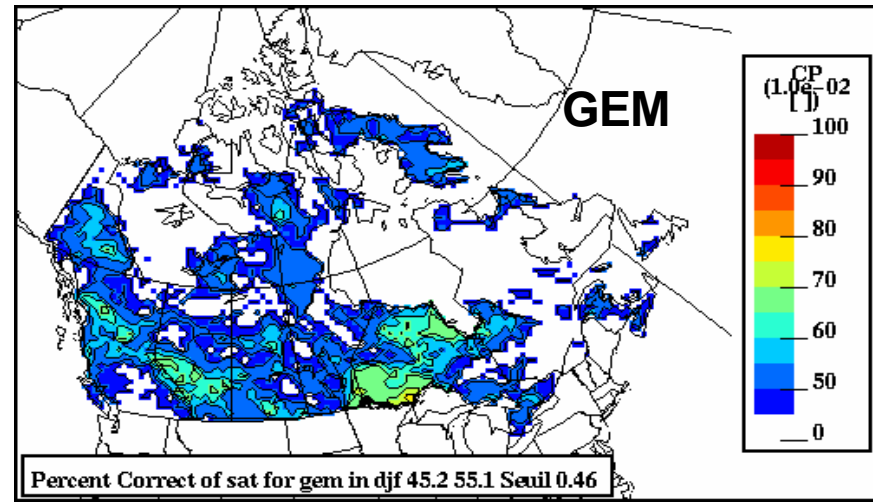 GEM
CP
(1.0e-02
[ ])
100
90
80
70
60
50
0
Percent Correct of sat for gem in djf 45.2 55.1 Seuil 0.46